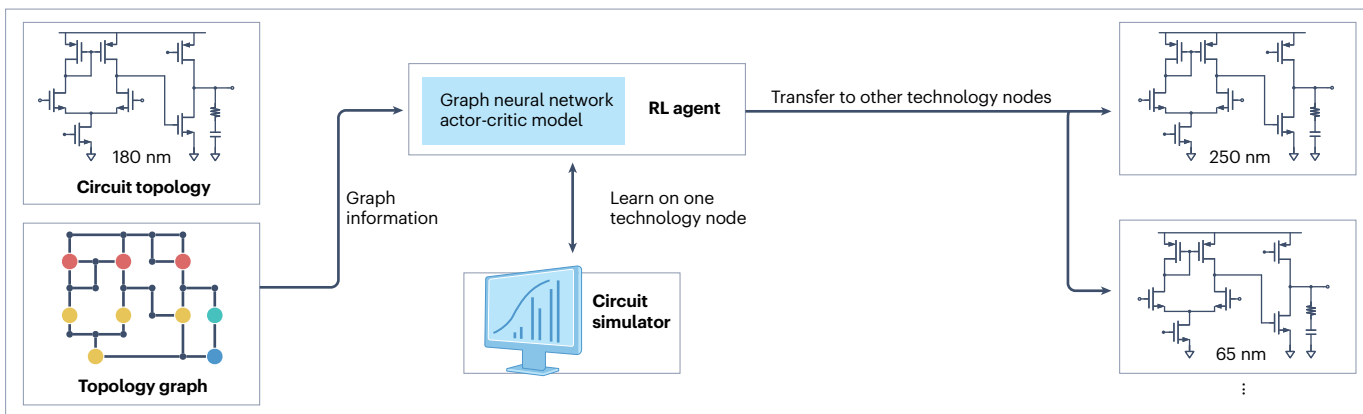 180 nm
Circuit topology
Topology graph
Graph
information
Graph neural network
actor-critic model
RL agent
Learn on one
technology node
Circuit
simulator
Transfer to other technology nodes
250 nm
65 nm
...